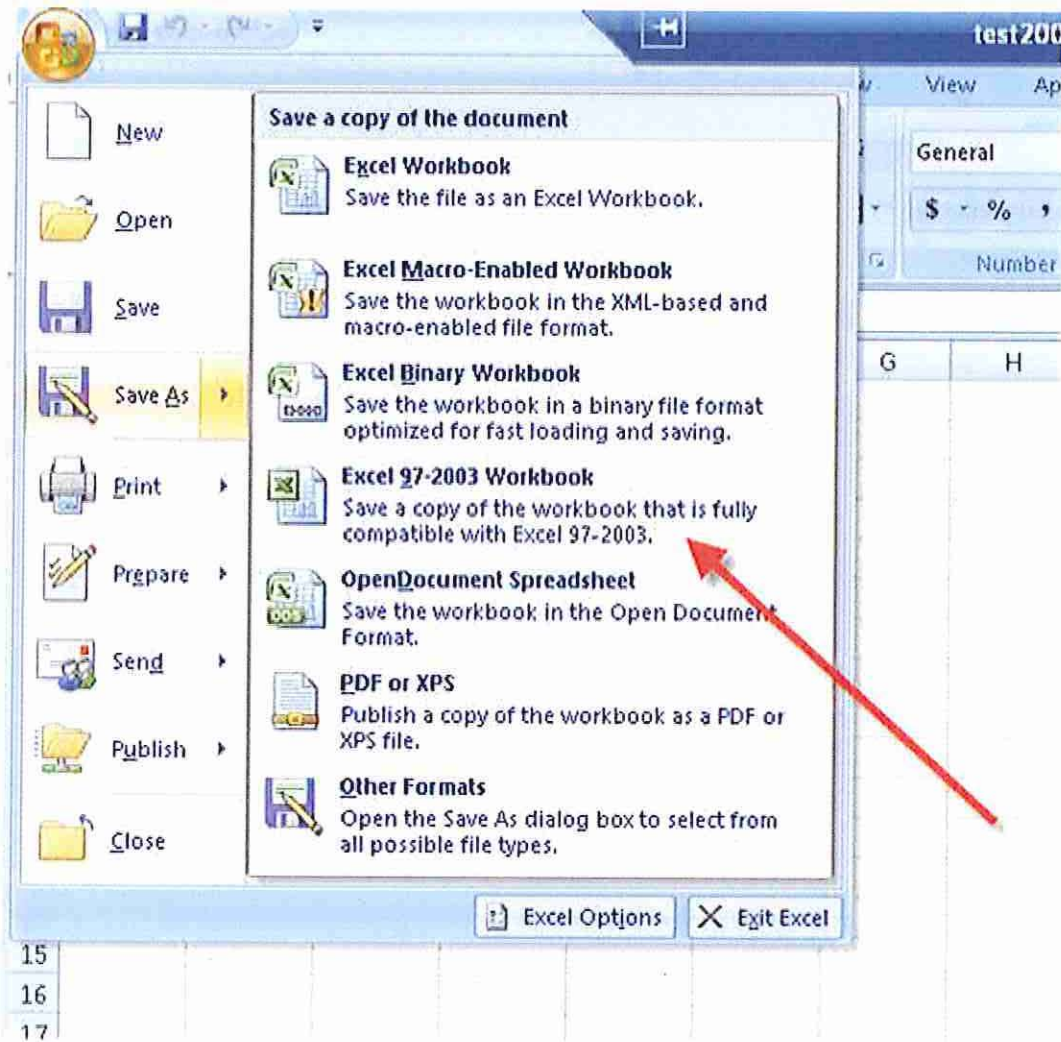 test200
View Ap
General
$ % ,
Number
G H
New
Open
Save
Save As
Print
Prepare
Send
Publish
Close
Save a copy of the document
Excel Workbook
Save the file as an Excel Workbook.
Excel Macro-Enabled Workbook
Save the workbook in the XML-based and
macro-enabled file format.
Excel Binary Workbook
Save the workbook in a binary file format
optimized for fast loading and saving.
Excel 97-2003 Workbook
Save a copy of the workbook that is fully
compatible with Excel 97-2003.
OpenDocument Spreadsheet
Save the workbook in the Open Document
Format.
PDF or XPS
Publish a copy of the workbook as a PDF or
XPS file.
Other Formats
Open the Save As dialog box to select from
all possible file types.
Excel Options Exit Excel
15
16
17